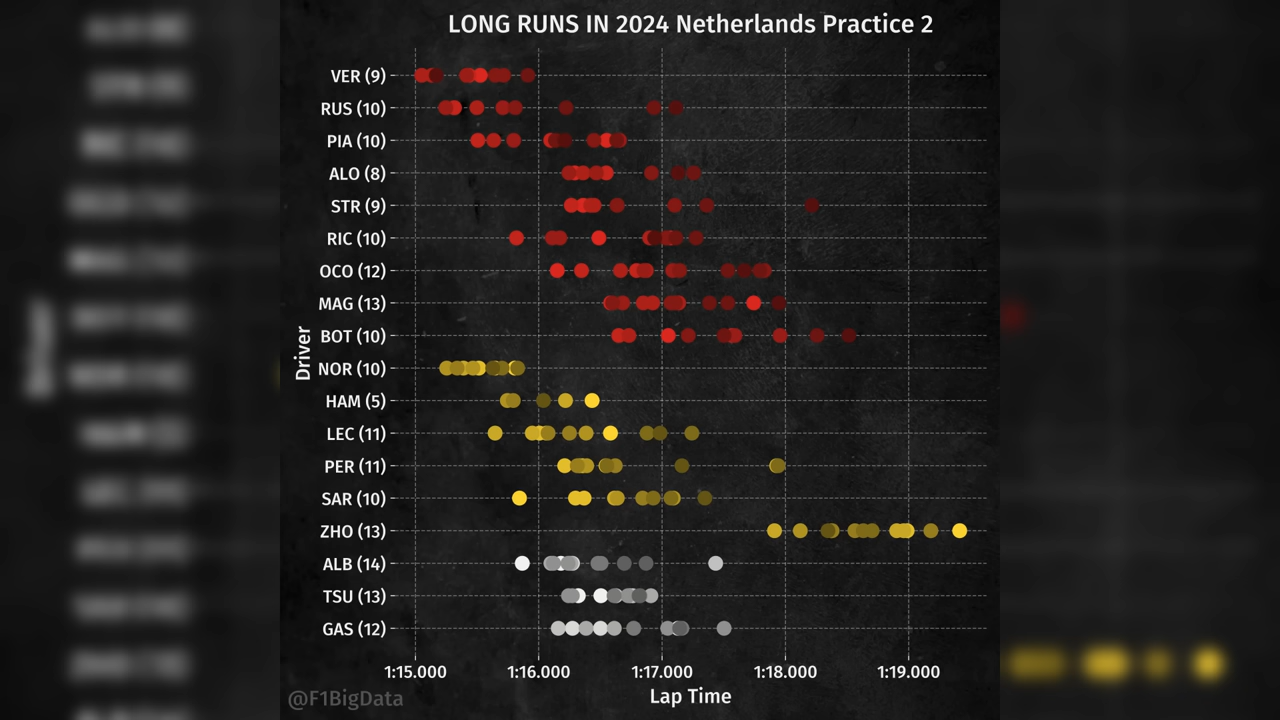 LONG RUNS IN 2024 Netherlands Practice 2
VER (9)
RUS (10)
PIA (10)
ALO (8)
STR (9)
RIC (10)
OCO (12)
MAG (13)
BOT (10)
NOR (10)
HAM (5)
LEC (11)
PER (11)
SAR (10)
ZHO (13)
ALB (14)
TSU (13)
GAS (12)
Driver
1:15.000 1:16.000 1:17.000 1:18.000 1:19.000
Lap Time
@F1BigData